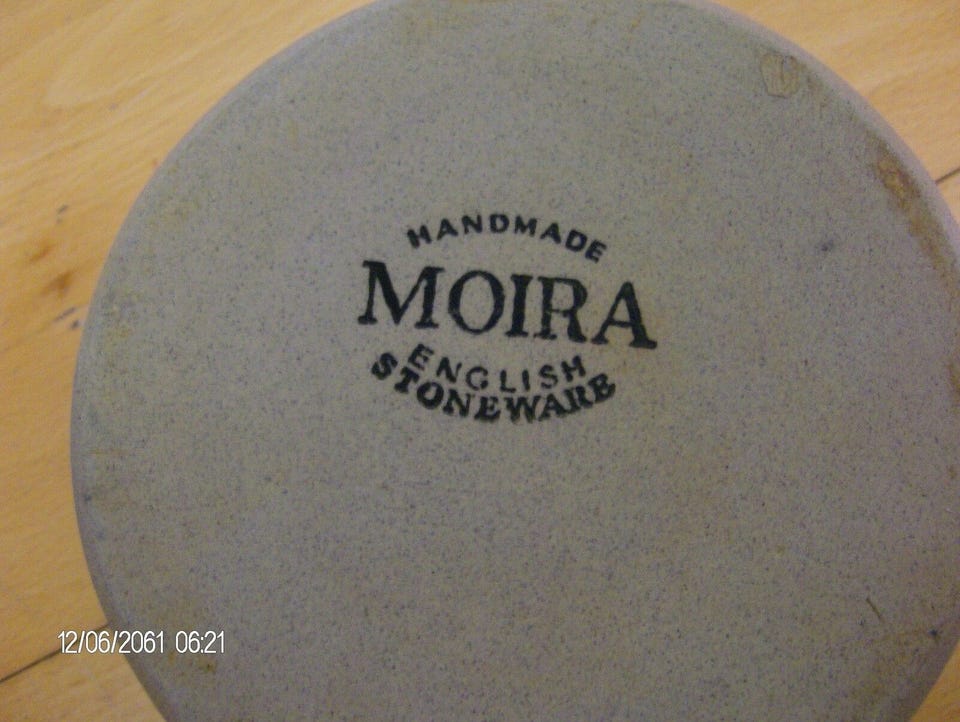 HANDMADE
MOIRA
ENGLISH
STONEWARE
12/06/2061 06:21